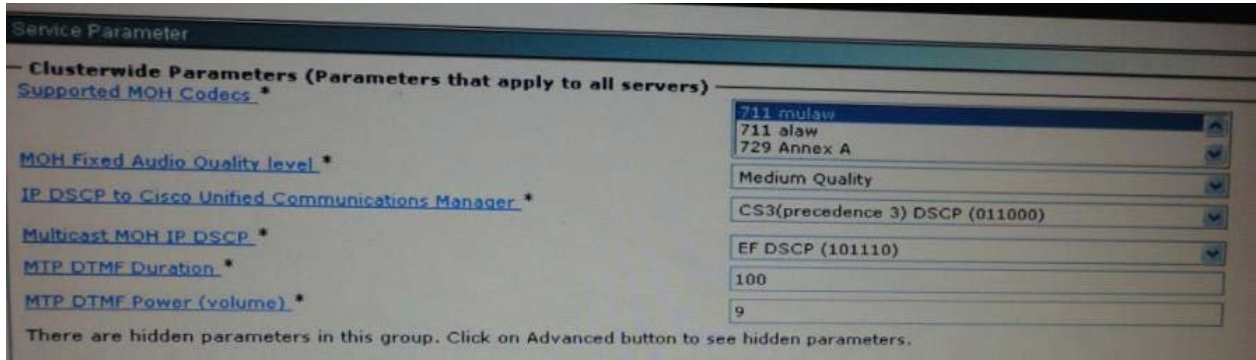 Service Parameter
Clusterwide Parameters (Parameters that apply to all servers)
Supported MOH Codecs *
711 mulaw
711 alaw
729 Annex A
MOH Fixed Audio Quality level *
Medium Quality
IP DSCP to Cisco Unified Communications Manager *
CS3(precedence 3) DSCP (011000)
Multicast MOH IP DSCP *
EF DSCP (101110)
MTP DTMF Duration *
100
MTP DTMF Power (volume) *
9
There are hidden parameters in this group. Click on Advanced button to see hidden parameters.